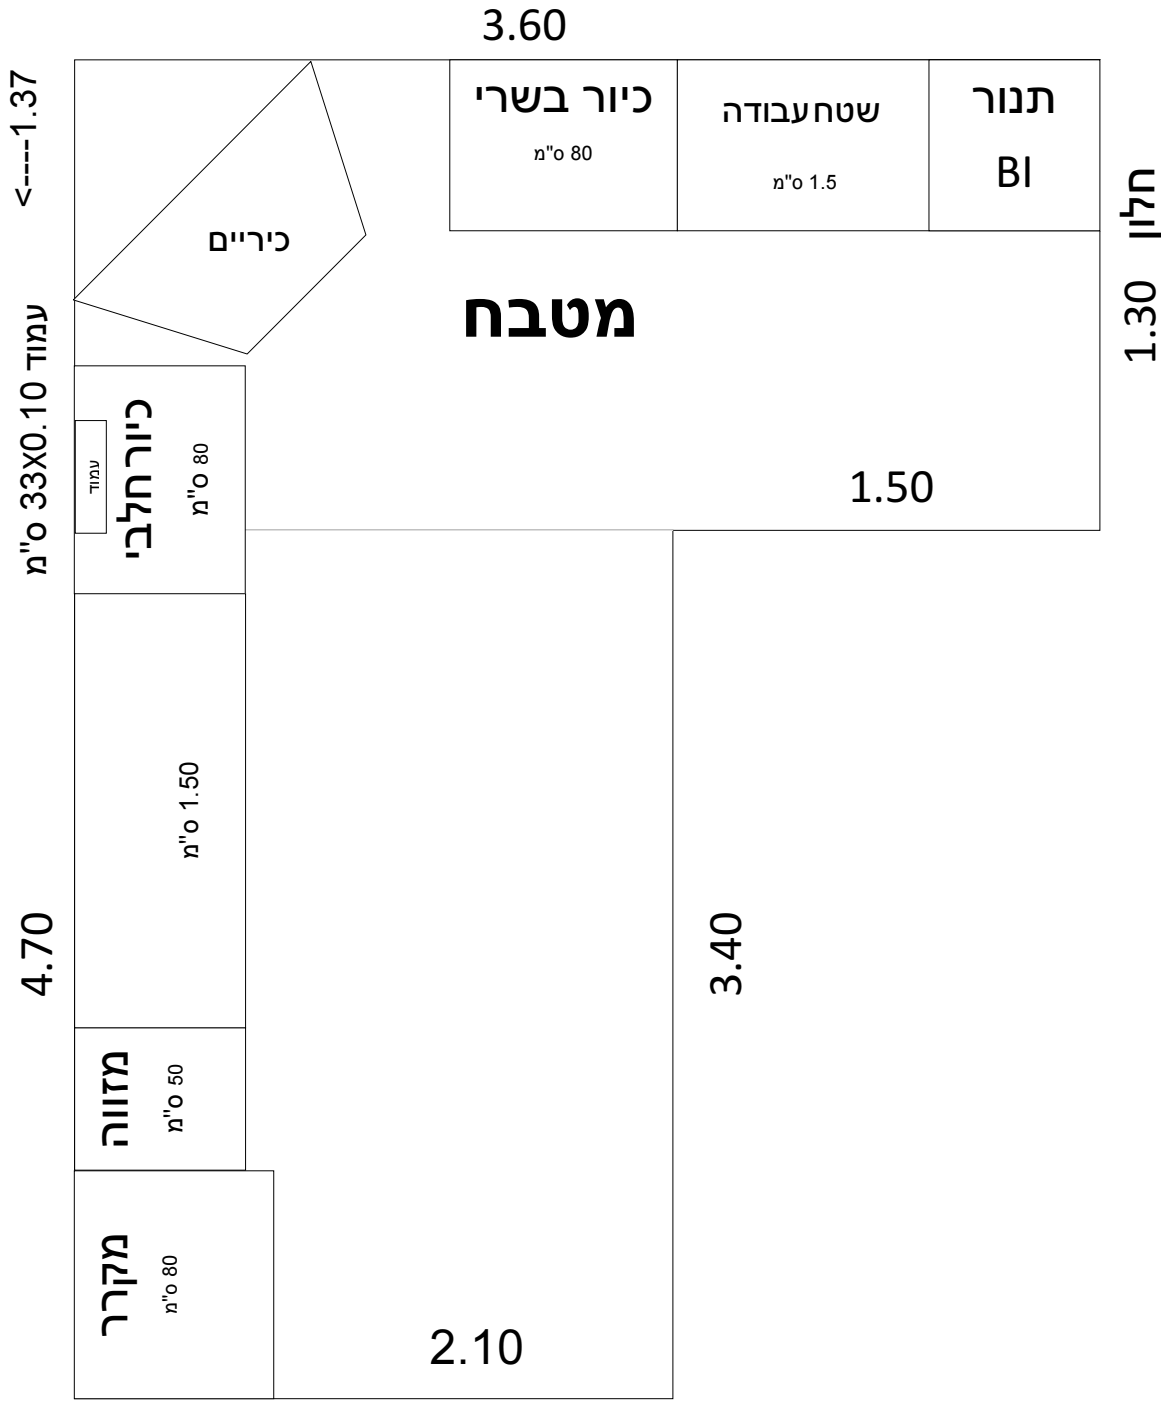 3.60
<----1.37
כיור בשרי
80 ס"מ
שטח עבודה
1.5 ס"מ
תנור
BI
חלון
1.30
כיריים
מטבח
עמוד 33X0.10 ס"מ
עמוד
כיור חלבי
80 ס"מ
1.50
1.50 ס"מ
4.70
3.40
מזווה
50 ס"מ
מקרר
80 ס"מ
2.10